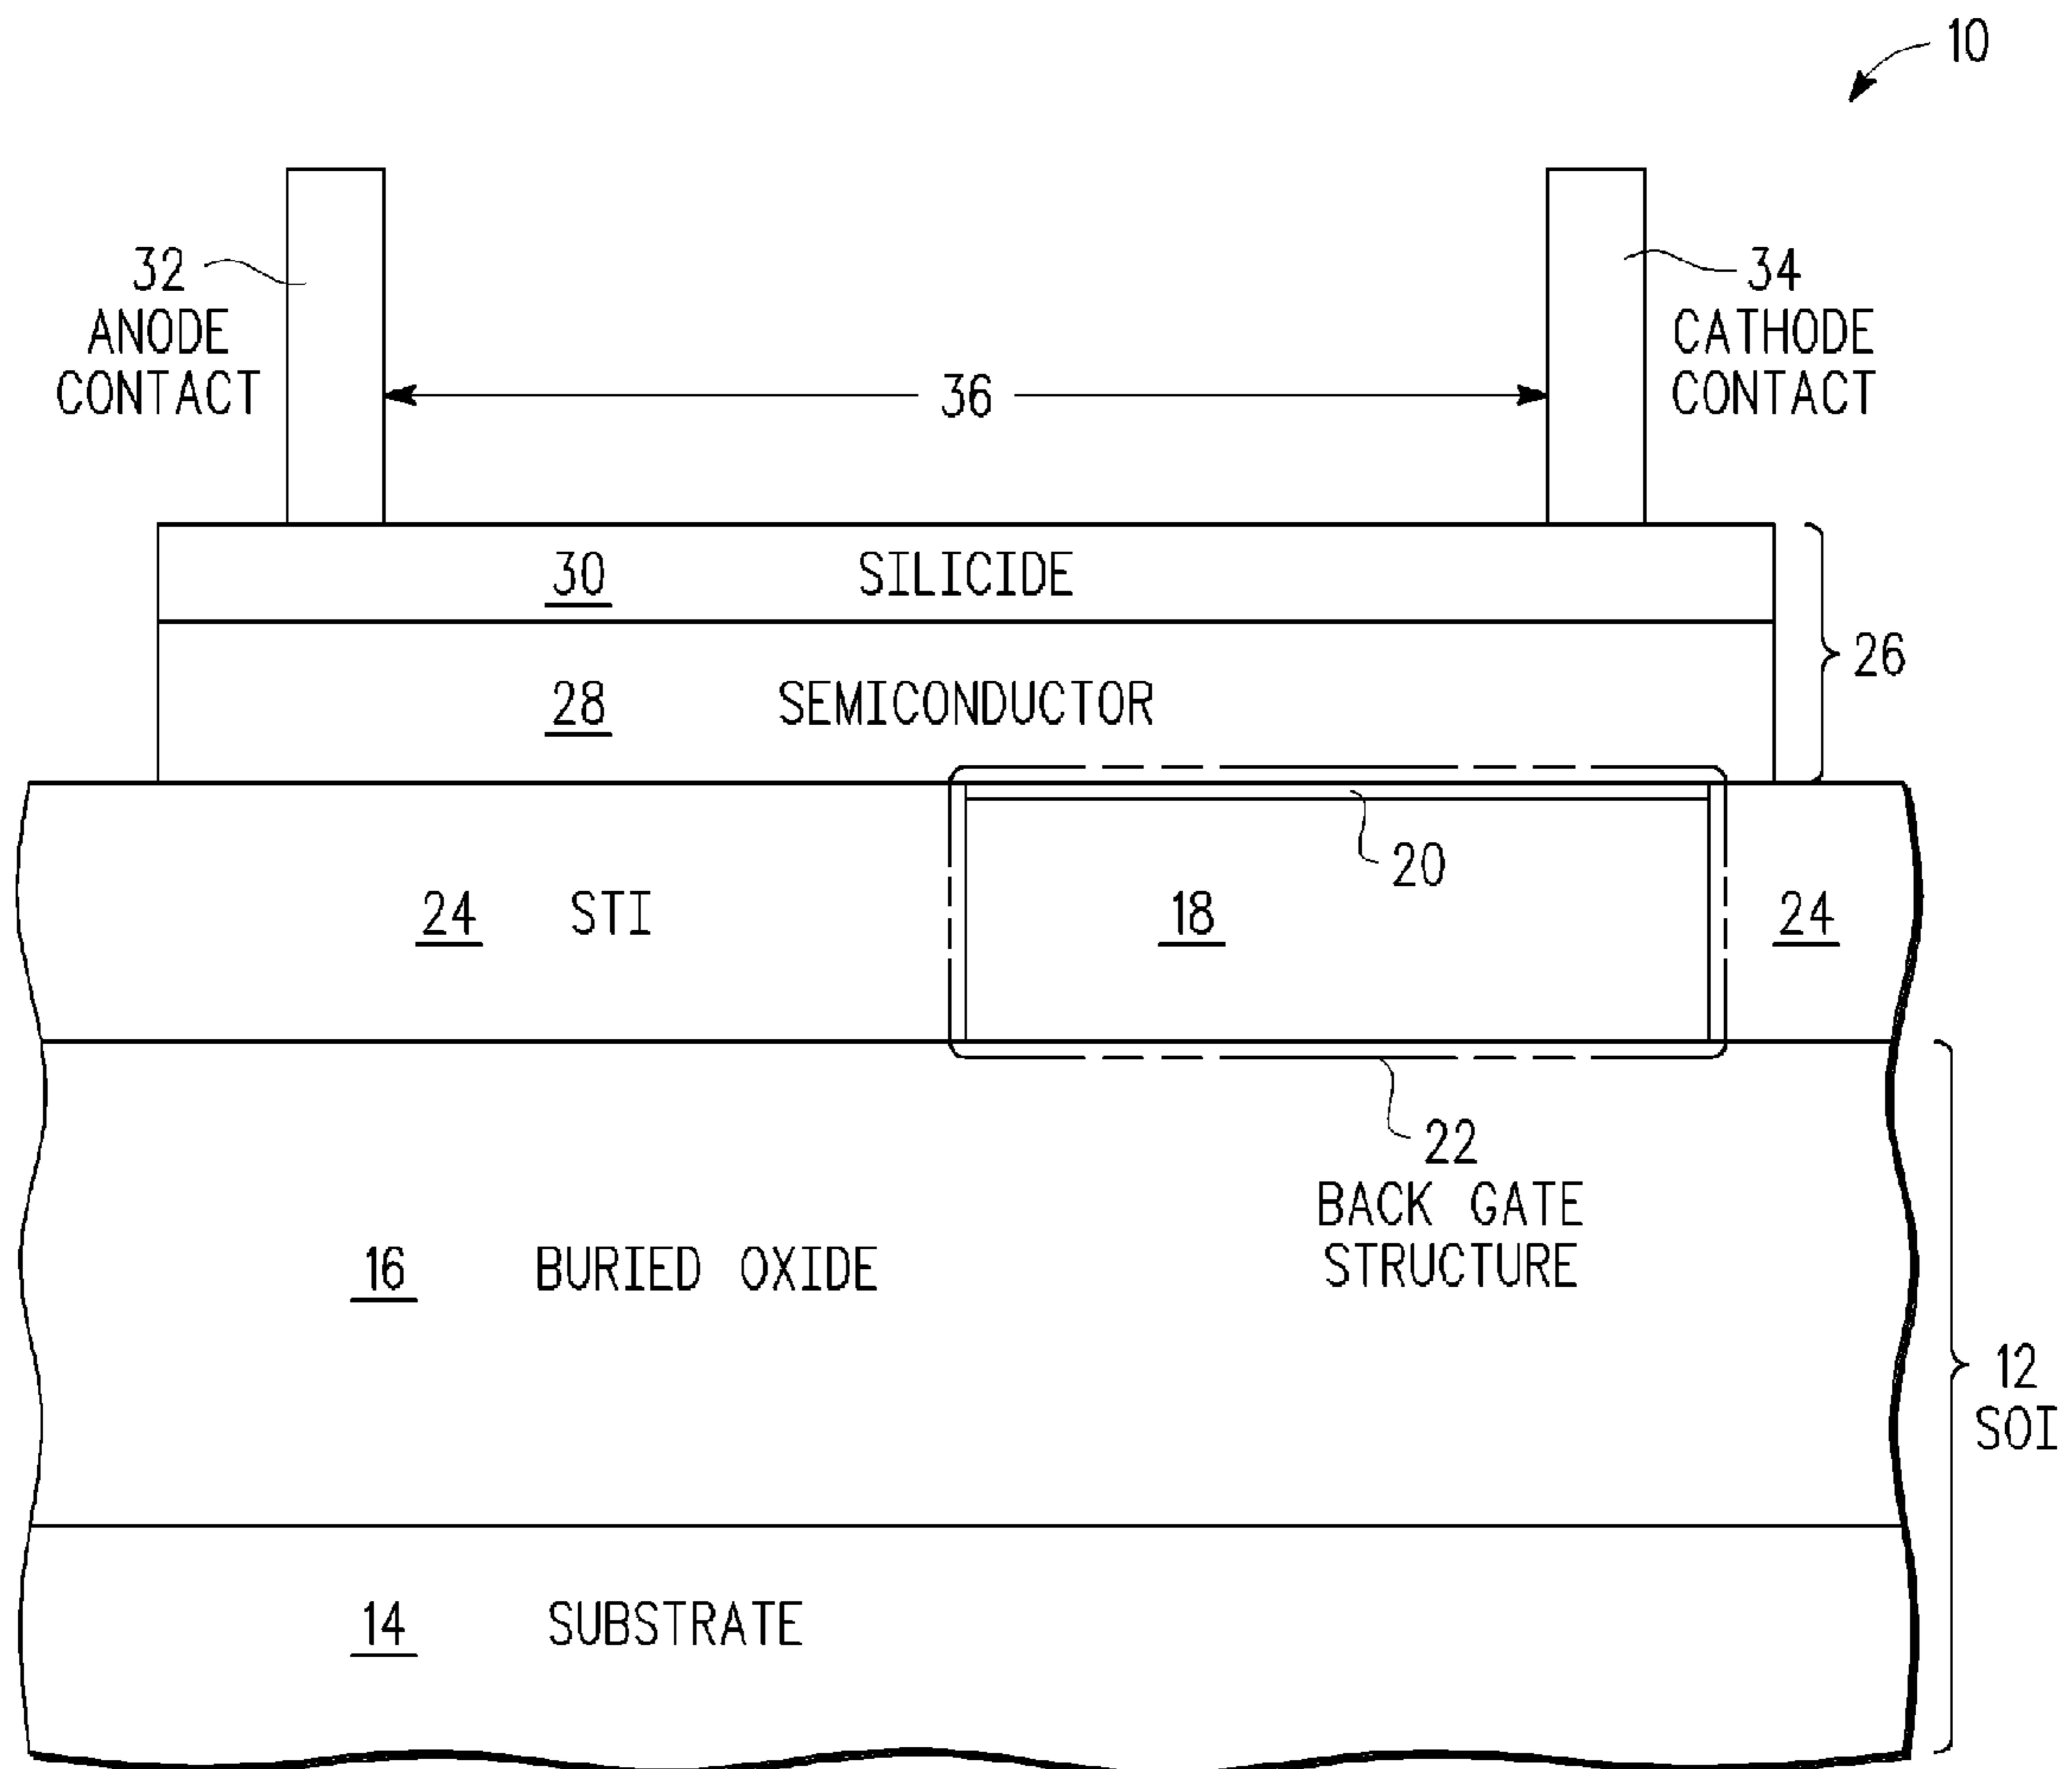 10
32
ANODE
CONTACT
34
CATHODE
CONTACT
36
30 SILICIDE
26
28 SEMICONDUCTOR
20
24 STI
18
24
22
BACK GATE
STRUCTURE
16 BURIED OXIDE
12
SOI
14 SUBSTRATE